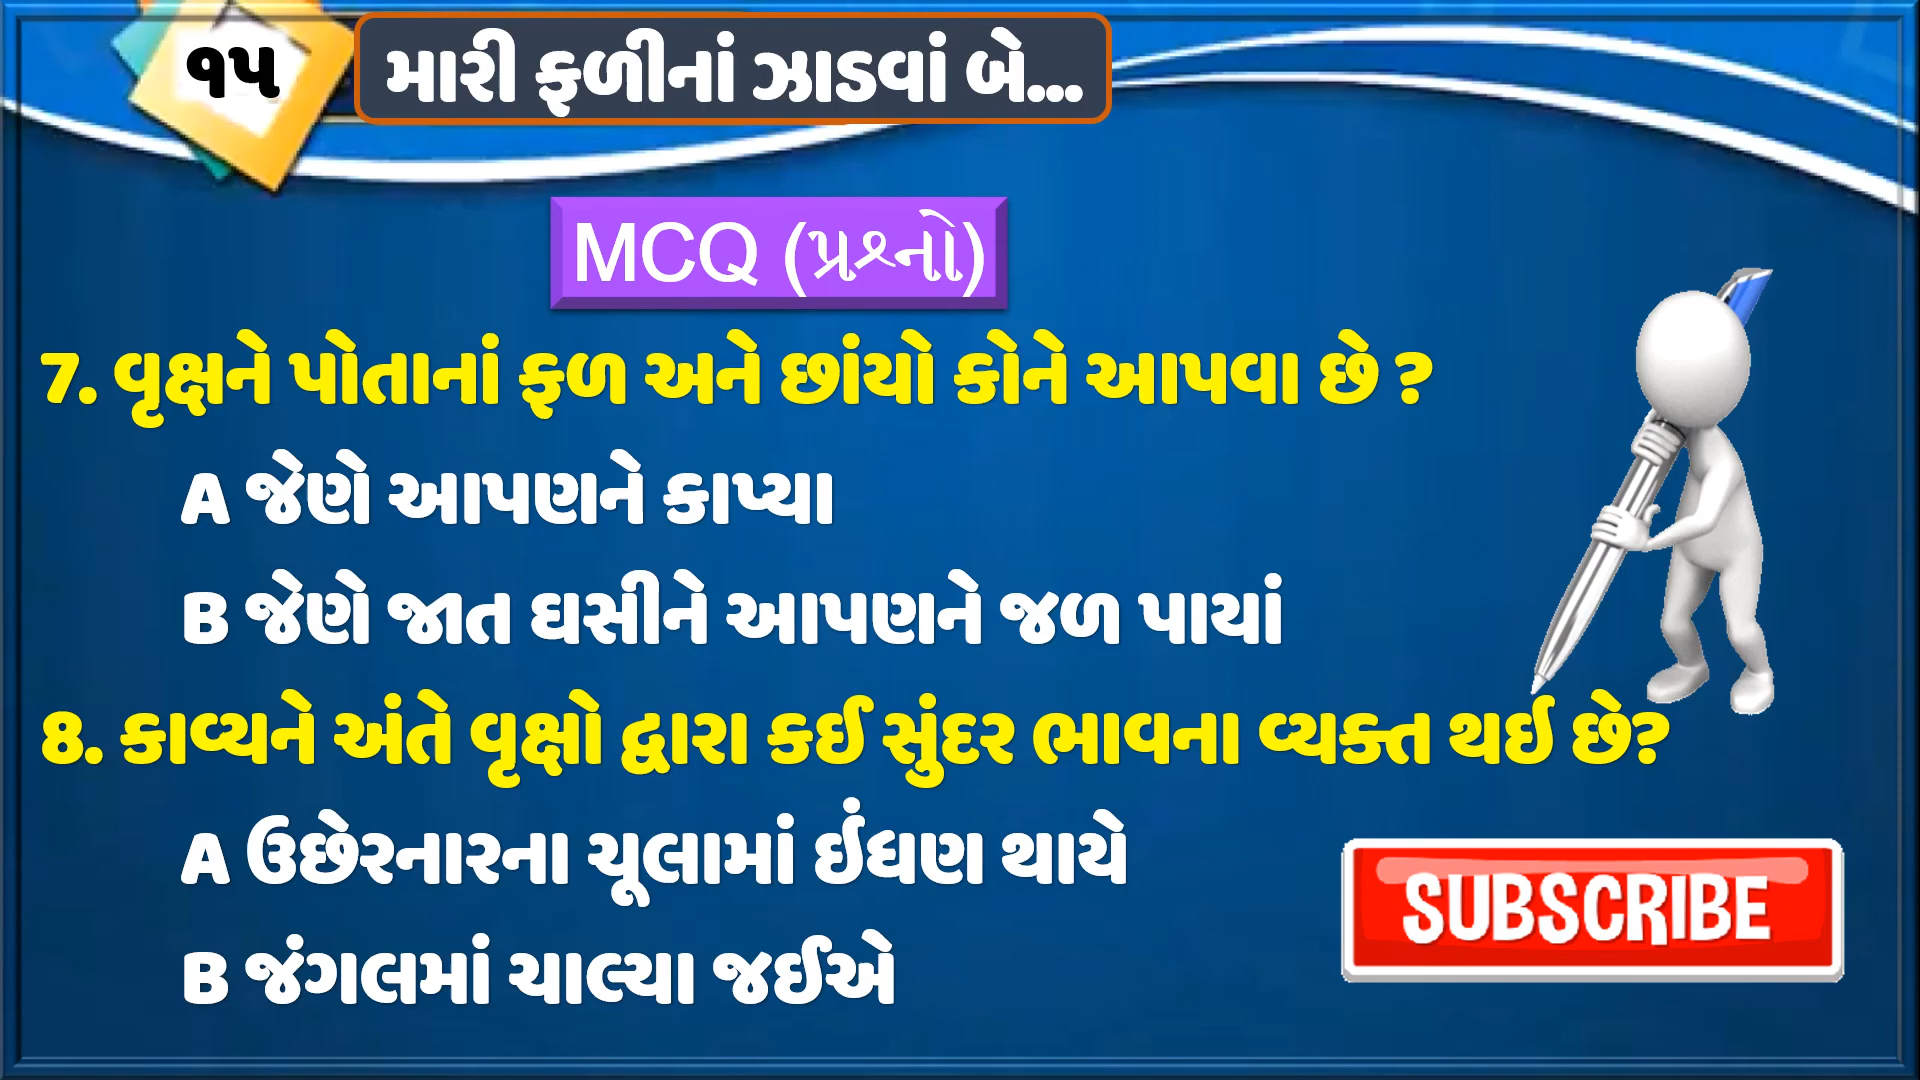 ૧૫
મારી ફળીનાં ઝાડવાં બે...
MCQ (પ્રશ્નો)
7. વૃક્ષને પોતાનાં ફળ અને છાંયો કોને આપવા છે ?
A જેણે આપણને કાપ્યા
B જેણે જાત ઘસીને આપણને જળ પાયાં
8. કાવ્યને અંતે વૃક્ષો દ્વારા કઈ સુંદર ભાવના વ્યક્ત થઈ છે?
A ઉછેરનારના ચૂલામાં ઇંધણ થાયે
B જંગલમાં ચાલ્યા જઈએ
SUBSCRIBE